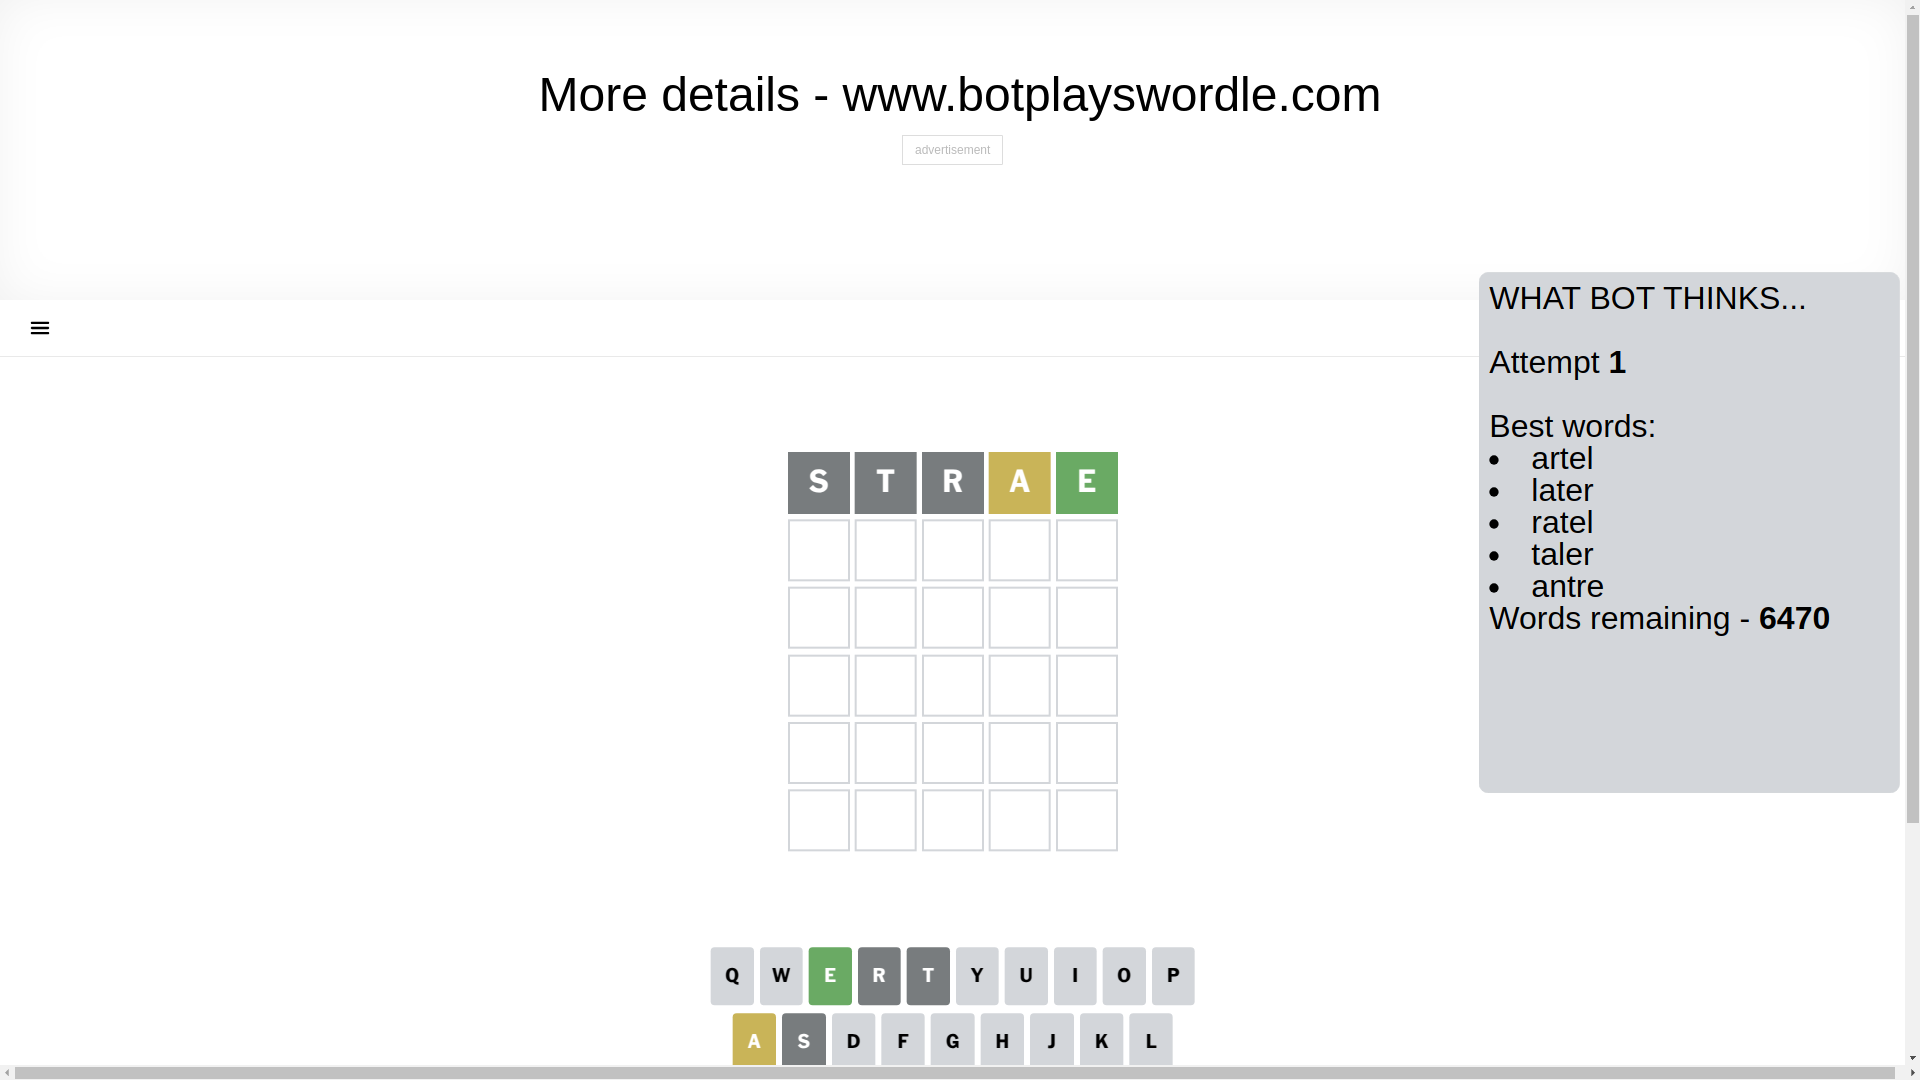 More details - www.botplayswordle.com
advertisement
WHAT BOT THINKS...
Attempt 1
Best words:
artel
later
ratel
taler
antre
Words remaining - 6470
S T R A E
Q W E R T Y U I O P
A S D F G H J K L